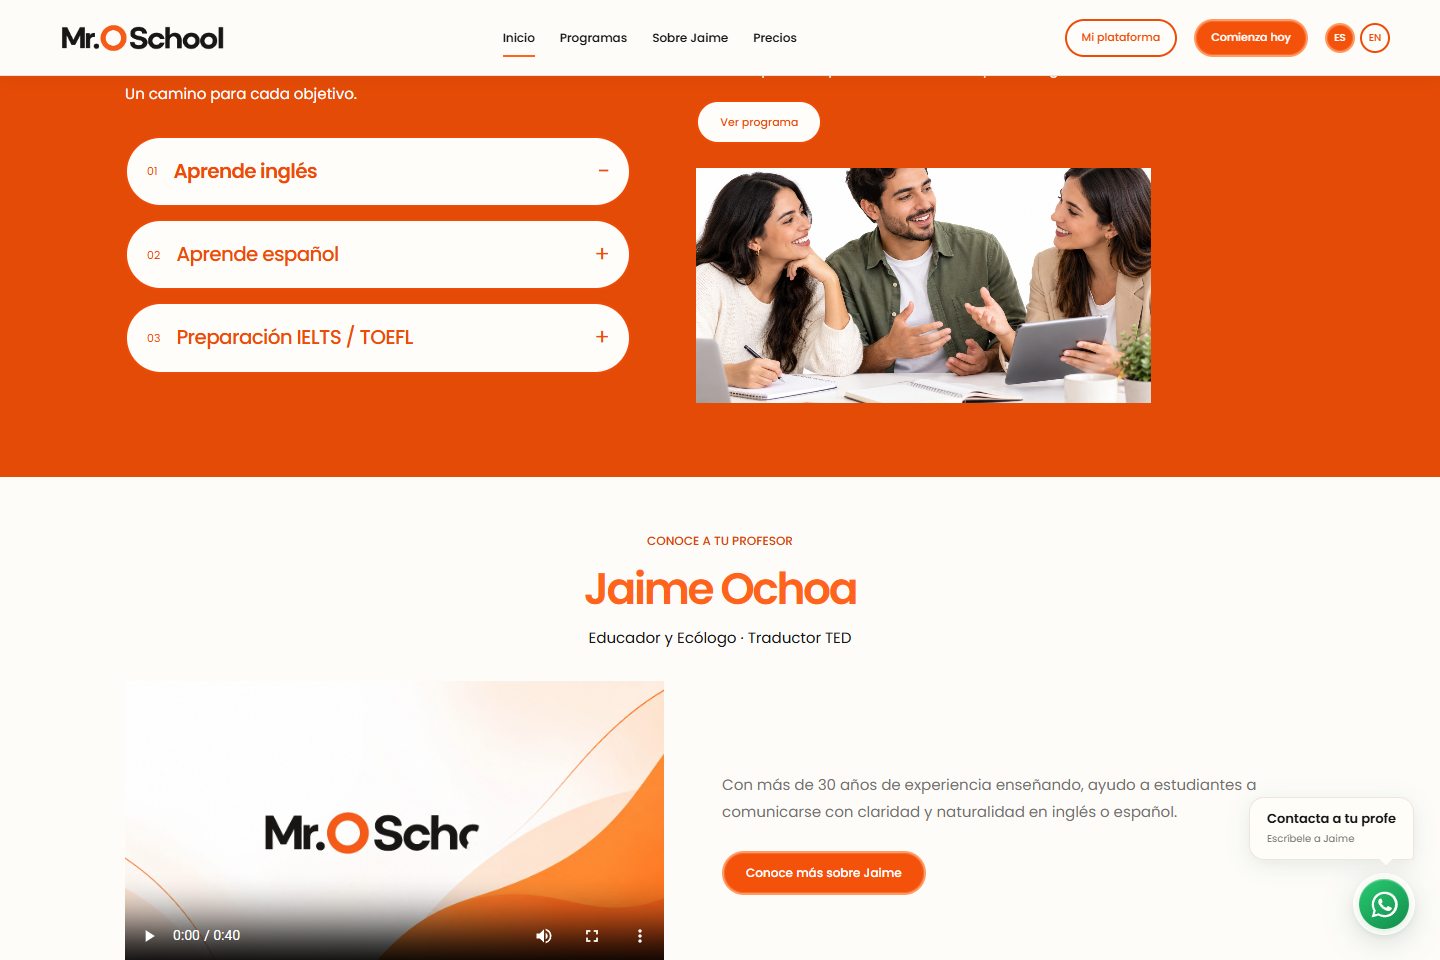 Mr.O School
Inicio
Programas
Sobre Jaime
Precios
Mi plataforma
Comienza hoy
ES
EN
Un camino para cada objetivo.
01 Aprende inglés −
02 Aprende español +
03 Preparación IELTS / TOEFL +
Ver programa
CONOCE A TU PROFESOR
Jaime Ochoa
Educador y Ecólogo · Traductor TED
Mr.O Scho
0:00 / 0:40
Con más de 30 años de experiencia enseñando, ayudo a estudiantes a
comunicarse con claridad y naturalidad en inglés o español.
Conoce más sobre Jaime
Contacta a tu profe
Escríbele a Jaime